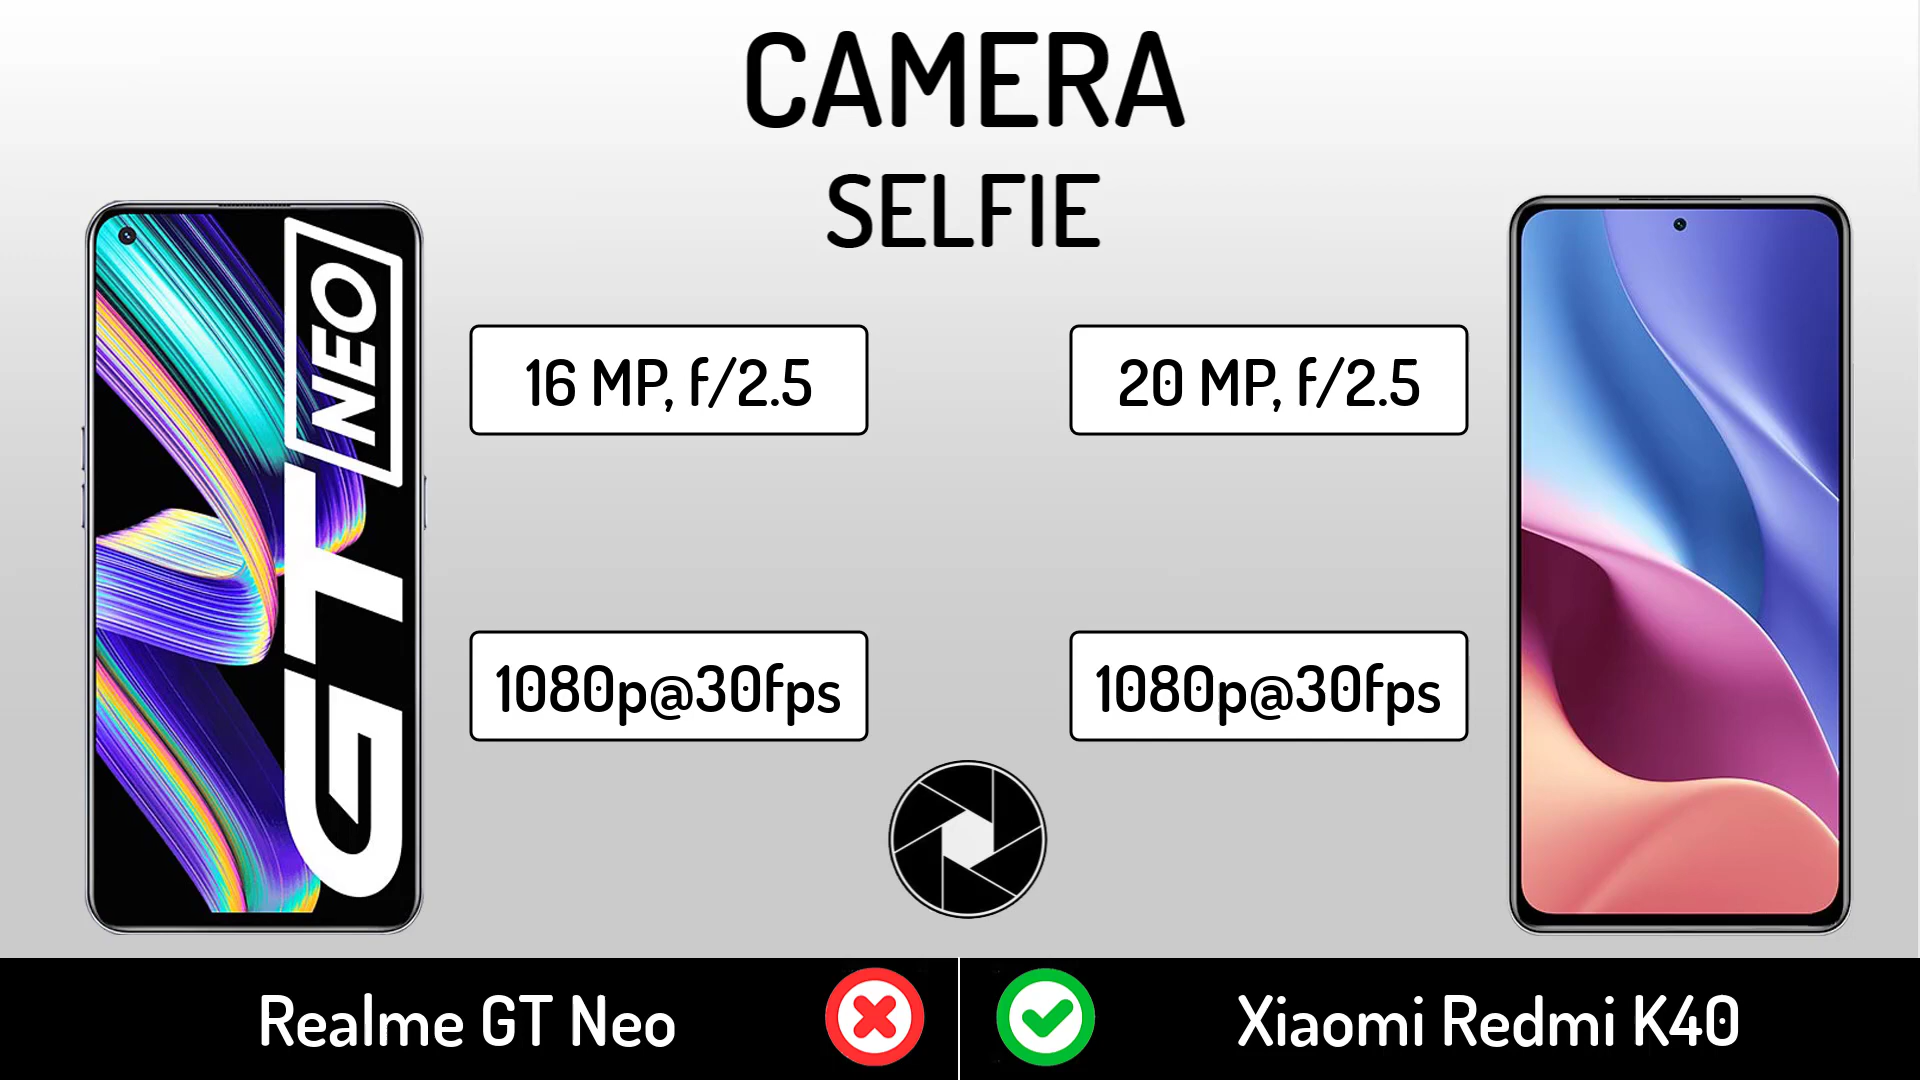 CAMERA
SELFIE
GT NEO
16 MP, f/2.5
20 MP, f/2.5
1080p@30fps
1080p@30fps
Realme GT Neo
Xiaomi Redmi K40